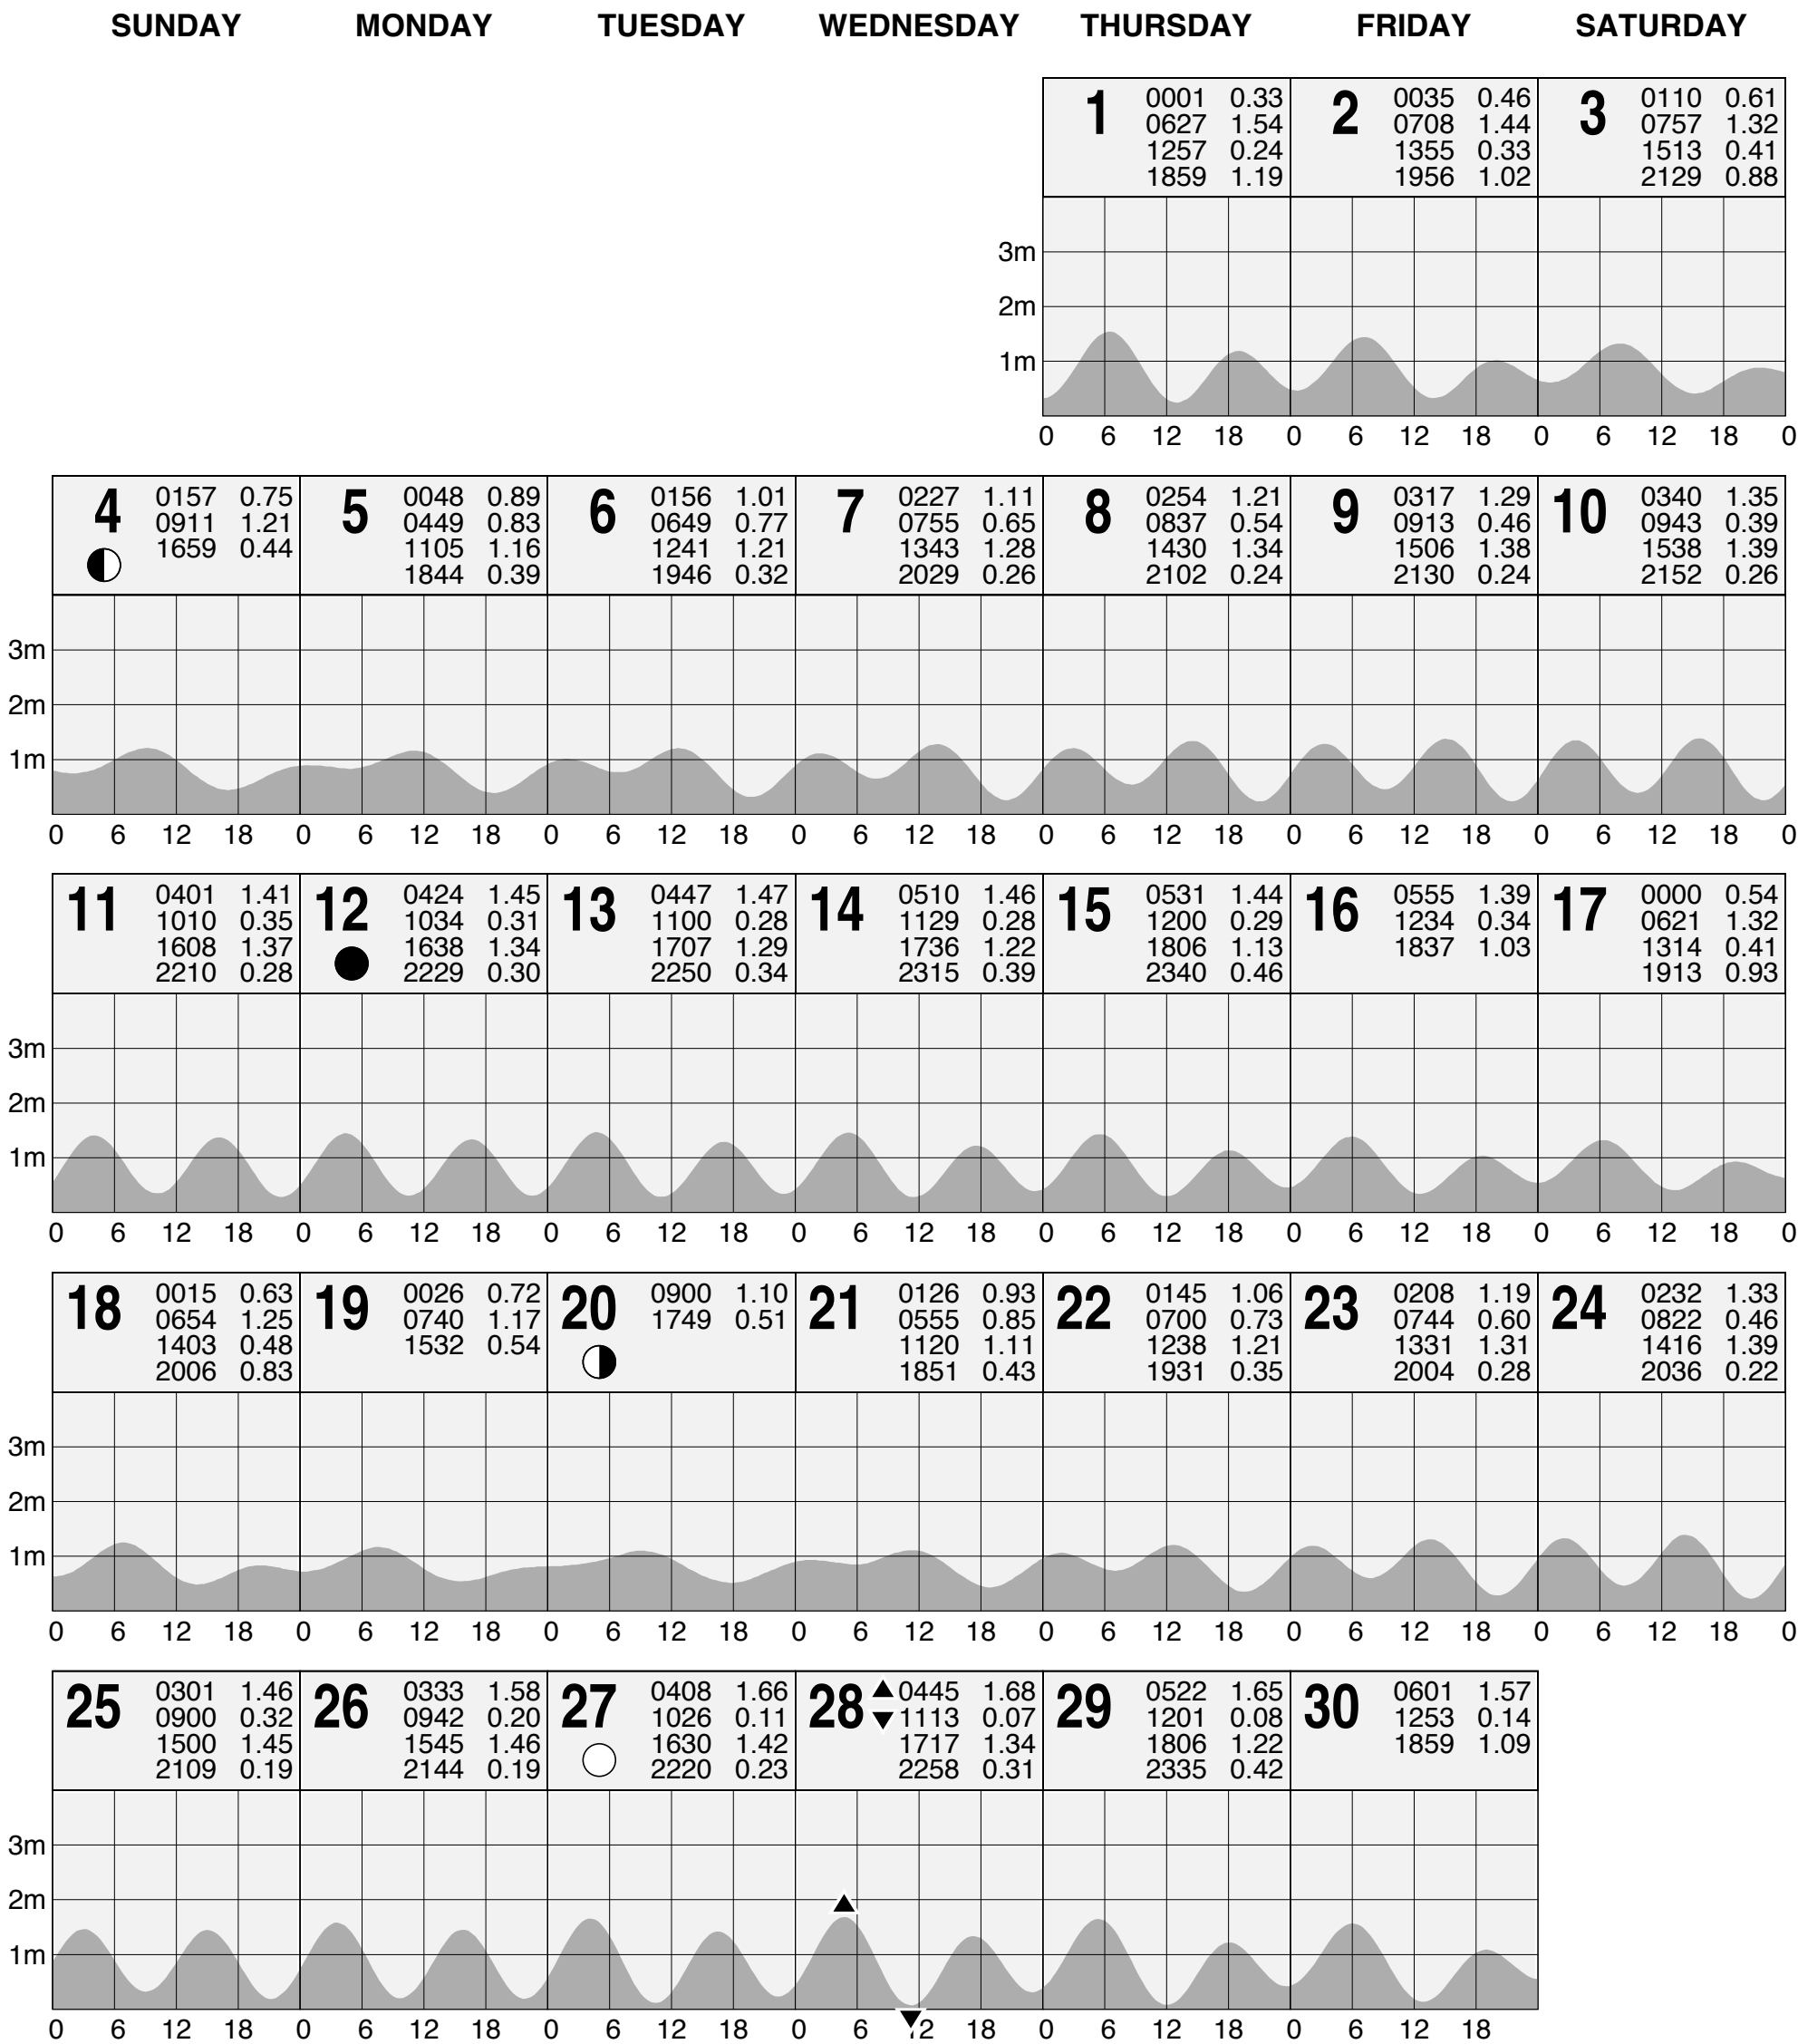 SUNDAY MONDAY TUESDAY WEDNESDAY THURSDAY FRIDAY SATURDAY
1 0001 0.33 2 0035 0.46 3 0110 0.61
0627 1.54 0708 1.44 0757 1.32
1257 0.24 1355 0.33 1513 0.41
1859 1.19 1956 1.02 2129 0.88
3m
2m
1m
0 6 12 18 0 6 12 18 0 6 12 18 0
4 0157 0.75 5 0048 0.89 6 0156 1.01 7 0227 1.11 8 0254 1.21 9 0317 1.29 10 0340 1.35
0911 1.21 0449 0.83 0649 0.77 0755 0.65 0837 0.54 0913 0.46 0943 0.39
1659 0.44 1105 1.16 1241 1.21 1343 1.28 1430 1.34 1506 1.38 1538 1.39
1844 0.39 1946 0.32 2029 0.26 2102 0.24 2130 0.24 2152 0.26
3m
2m
1m
0 6 12 18 0 6 12 18 0 6 12 18 0 6 12 18 0 6 12 18 0 6 12 18 0 6 12 18 0
11 0401 1.41 12 0424 1.45 13 0447 1.47 14 0510 1.46 15 0531 1.44 16 0555 1.39 17 0000 0.54
1010 0.35 1034 0.31 1100 0.28 1129 0.28 1200 0.29 1234 0.34 0621 1.32
1608 1.37 1638 1.34 1707 1.29 1736 1.22 1806 1.13 1837 1.03 1314 0.41
2210 0.28 2229 0.30 2250 0.34 2315 0.39 2340 0.46 1913 0.93
3m
2m
1m
0 6 12 18 0 6 12 18 0 6 12 18 0 6 12 18 0 6 12 18 0 6 12 18 0 6 12 18 0
18 0015 0.63 19 0026 0.72 20 0900 1.10 21 0126 0.93 22 0145 1.06 23 0208 1.19 24 0232 1.33
0654 1.25 0740 1.17 1749 0.51 0555 0.85 0700 0.73 0744 0.60 0822 0.46
1403 0.48 1532 0.54 1120 1.11 1238 1.21 1331 1.31 1416 1.39
2006 0.83 1851 0.43 1931 0.35 2004 0.28 2036 0.22
3m
2m
1m
0 6 12 18 0 6 12 18 0 6 12 18 0 6 12 18 0 6 12 18 0 6 12 18 0 6 12 18 0
25 0301 1.46 26 0333 1.58 27 0408 1.66 28 0445 1.68 29 0522 1.65 30 0601 1.57
0900 0.32 0942 0.20 1026 0.11 1113 0.07 1201 0.08 1253 0.14
1500 1.45 1545 1.46 1630 1.42 1717 1.34 1806 1.22 1859 1.09
2109 0.19 2144 0.19 2220 0.23 2258 0.31 2335 0.42
3m
2m
1m
0 6 12 18 0 6 12 18 0 6 12 18 0 6 12 18 0 6 12 18 0 6 12 18